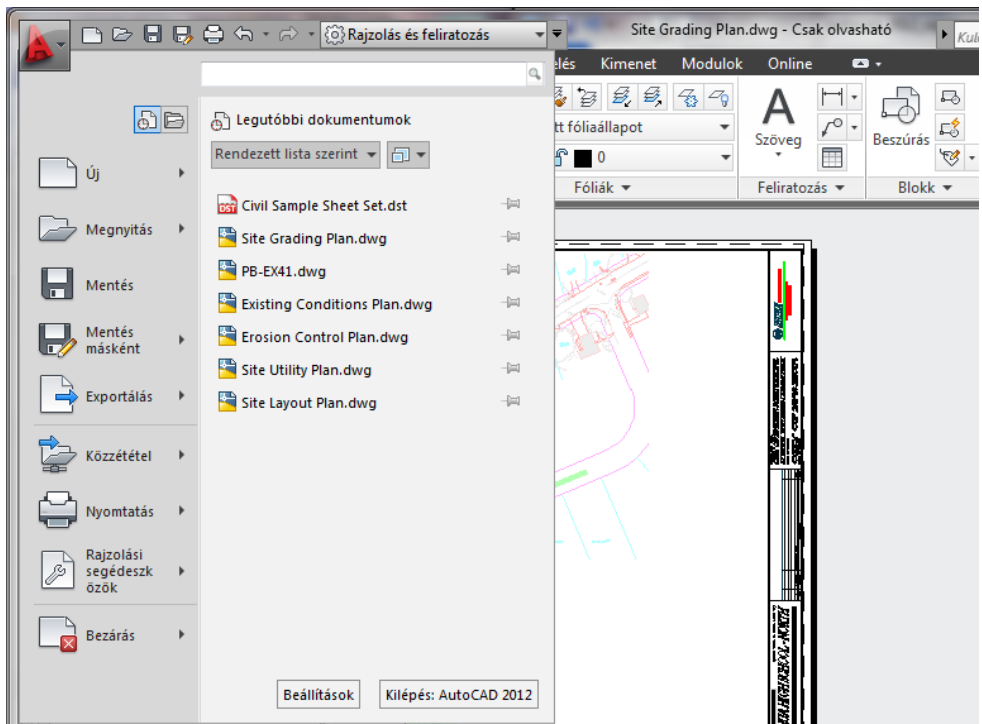 Rajzolás és feliratozás
Site Grading Plan.dwg - Csak olvasható
elés Kimenet Modulok Online
Legutóbbi dokumentumok
Rendezett lista szerint
Civil Sample Sheet Set.dst
Site Grading Plan.dwg
PB-EX41.dwg
Existing Conditions Plan.dwg
Erosion Control Plan.dwg
Site Utility Plan.dwg
Site Layout Plan.dwg
Új
Megnyitás
Mentés
Mentés
másként
Exportálás
Közzététel
Nyomtatás
Rajzolási
segédeszk
özök
Bezárás
Beállítások
Kilépés: AutoCAD 2012
tt fóliaállapot
0
Fóliák
Szöveg
Feliratozás
Beszúrás
Blokk
DST